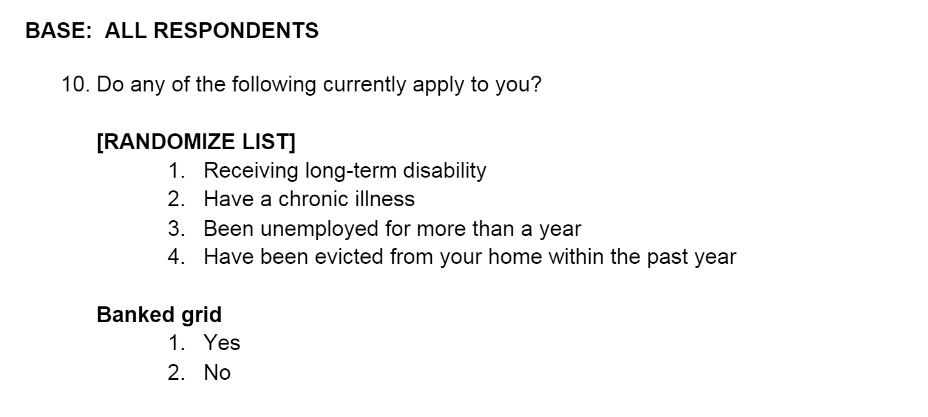 BASE:  ALL RESPONDENTS
10. Do any of the following currently apply to you?
[RANDOMIZE LIST]
1. Receiving long-term disability
2. Have a chronic illness
3. Been unemployed for more than a year
4. Have been evicted from your home within the past year
Banked grid
1. Yes
2. No